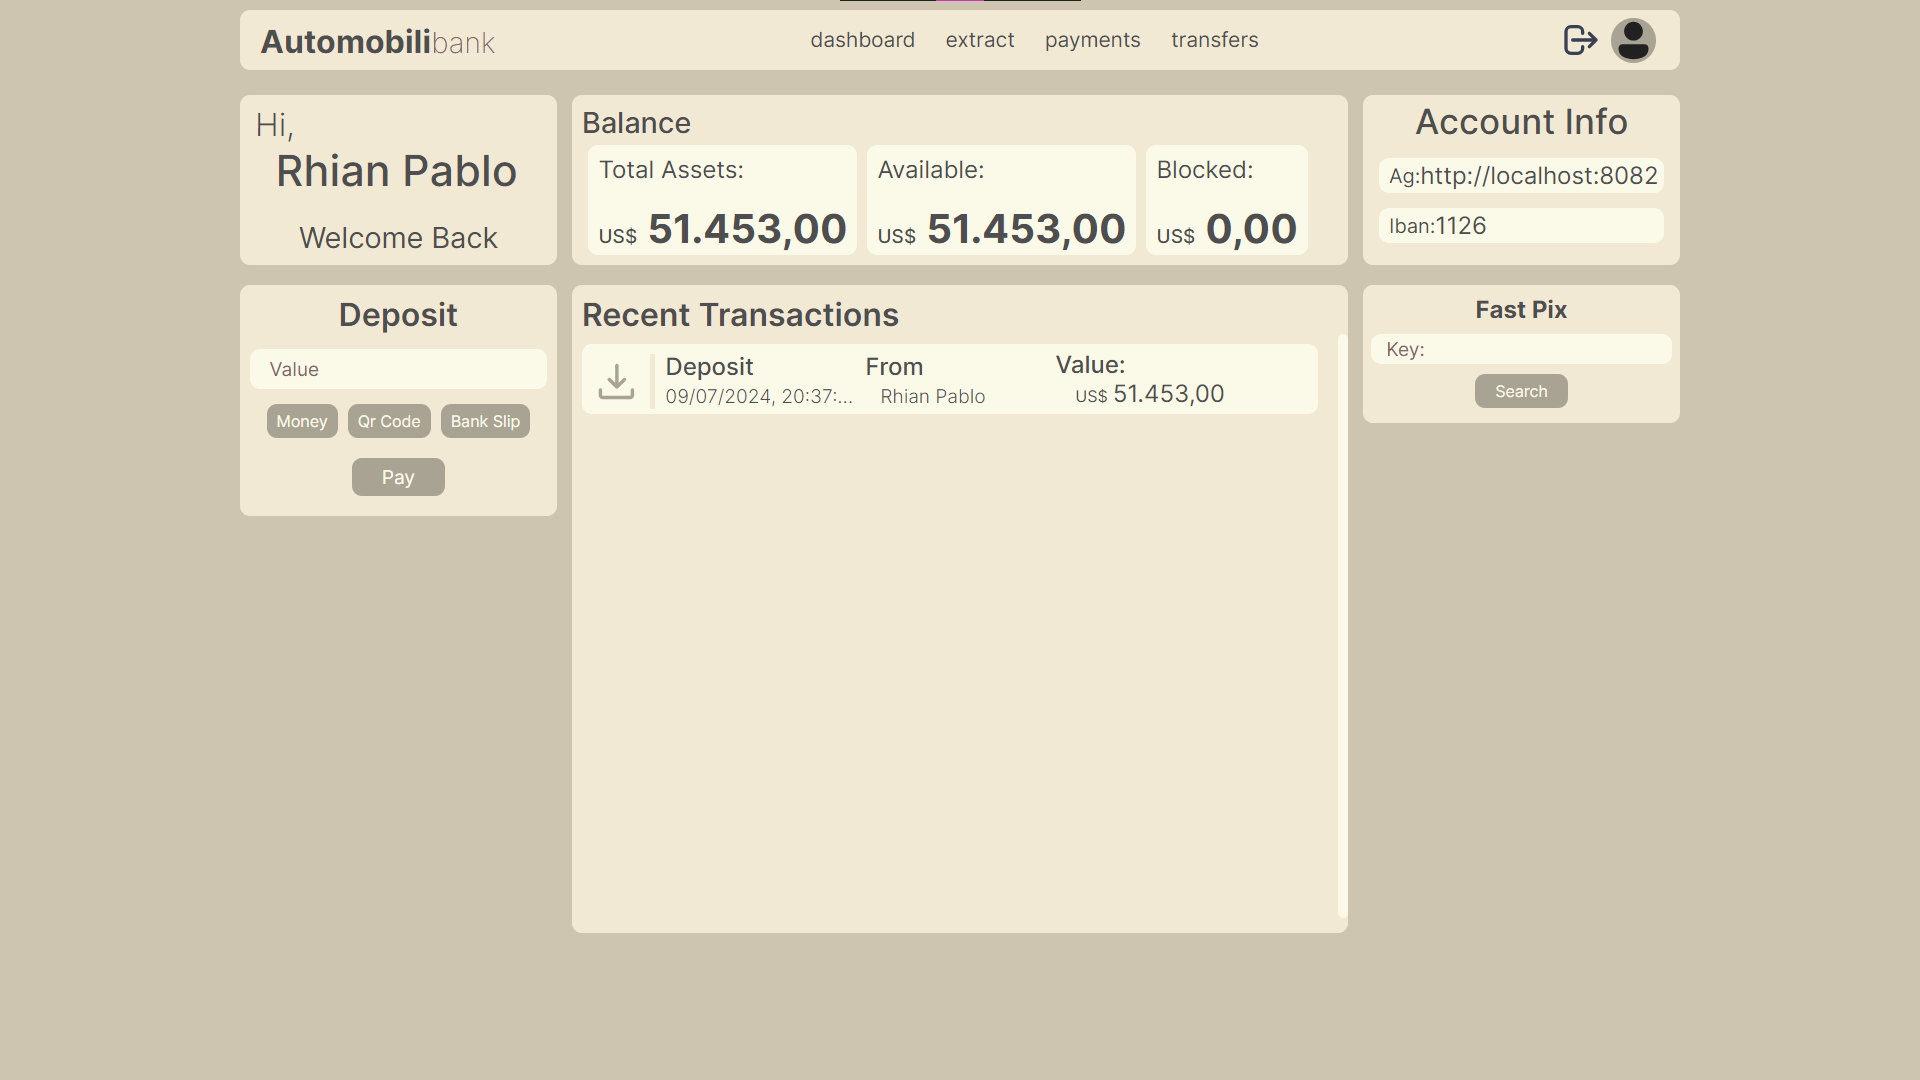 Automobilibank
dashboard extract payments transfers
Hi,
Rhian Pablo
Welcome Back
Balance
Total Assets:
US$ 51.453,00
Available:
US$ 51.453,00
Blocked:
US$ 0,00
Account Info
Ag:http://localhost:8082
Iban:1126
Deposit
Value
Money Qr Code Bank Slip
Pay
Recent Transactions
Deposit From Value:
09/07/2024, 20:37:... Rhian Pablo US$ 51.453,00
Fast Pix
Key:
Search